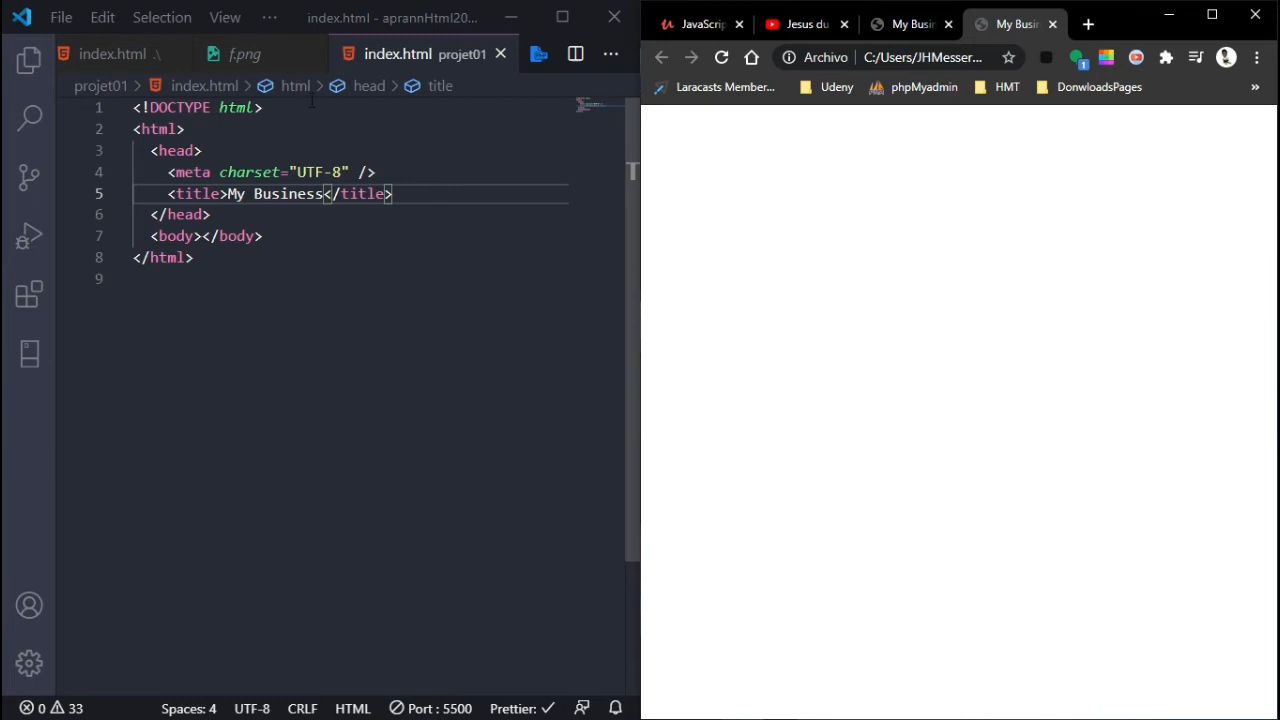 File Edit Selection View ··· index.html - aprannHtml20...
index.html .\ f.png index.html projet01
projet01 > index.html > html > head > title
1 <!DOCTYPE html>
2 <html>
3 <head>
4 <meta charset="UTF-8" />
5 <title>My Business</title>
6 </head>
7 <body></body>
8 </html>
9
0 33 Spaces: 4 UTF-8 CRLF HTML Port : 5500 Prettier: ✓
JavaScrip Jesus du My Busin My Busin
Archivo C:/Users/JHMesser... 1
Laracasts Member... Udeny phpMyadmin HMT DonwloadsPages »